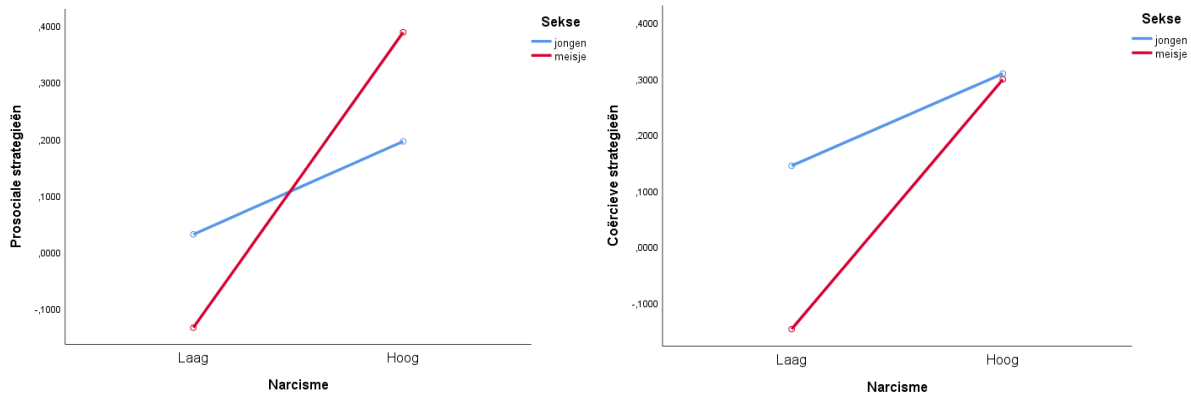 ,4000
,3000
,2000
,1000
,0000
-,1000
Prosociale strategieën
Laag
Hoog
Narcisme
Sekse
jongen
meisje
,4000
,3000
,2000
,1000
,0000
-,1000
Coërcieve strategieën
Laag
Hoog
Narcisme
Sekse
jongen
meisje